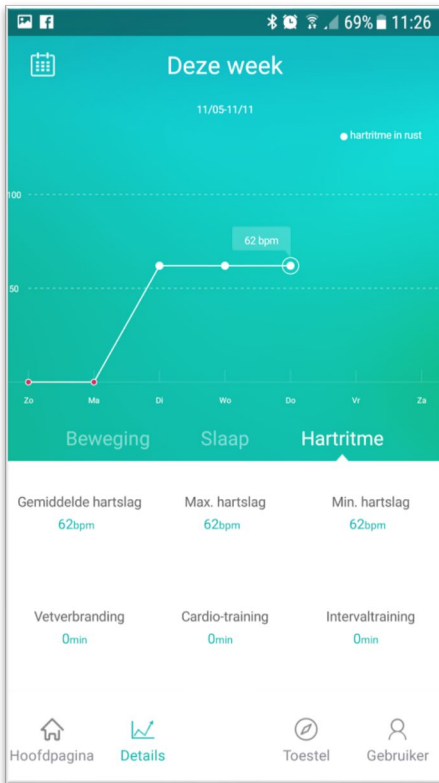 69% 11:26
Deze week
11/05-11/11
hartritme in rust
100
62 bpm
50
Zo Ma Di Wo Do Vr Za
Beweging Slaap Hartritme
Gemiddelde hartslag Max. hartslag Min. hartslag
62bpm 62bpm 62bpm
Vetverbranding Cardio-training Intervaltraining
0min 0min 0min
Hoofdpagina Details Toestel Gebruiker